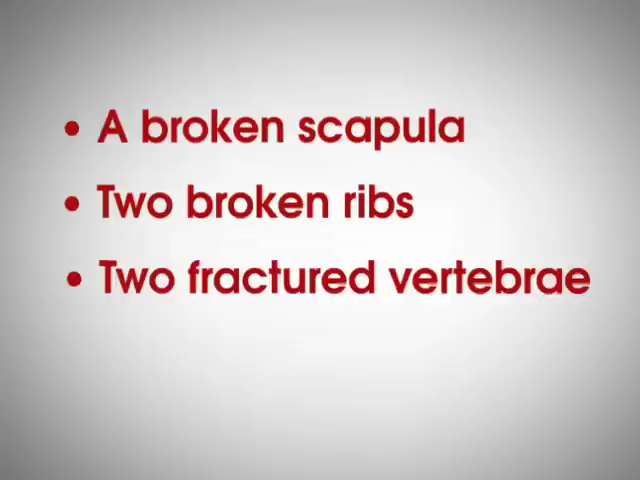 • A broken scapula
• Two broken ribs
• Two fractured vertebrae